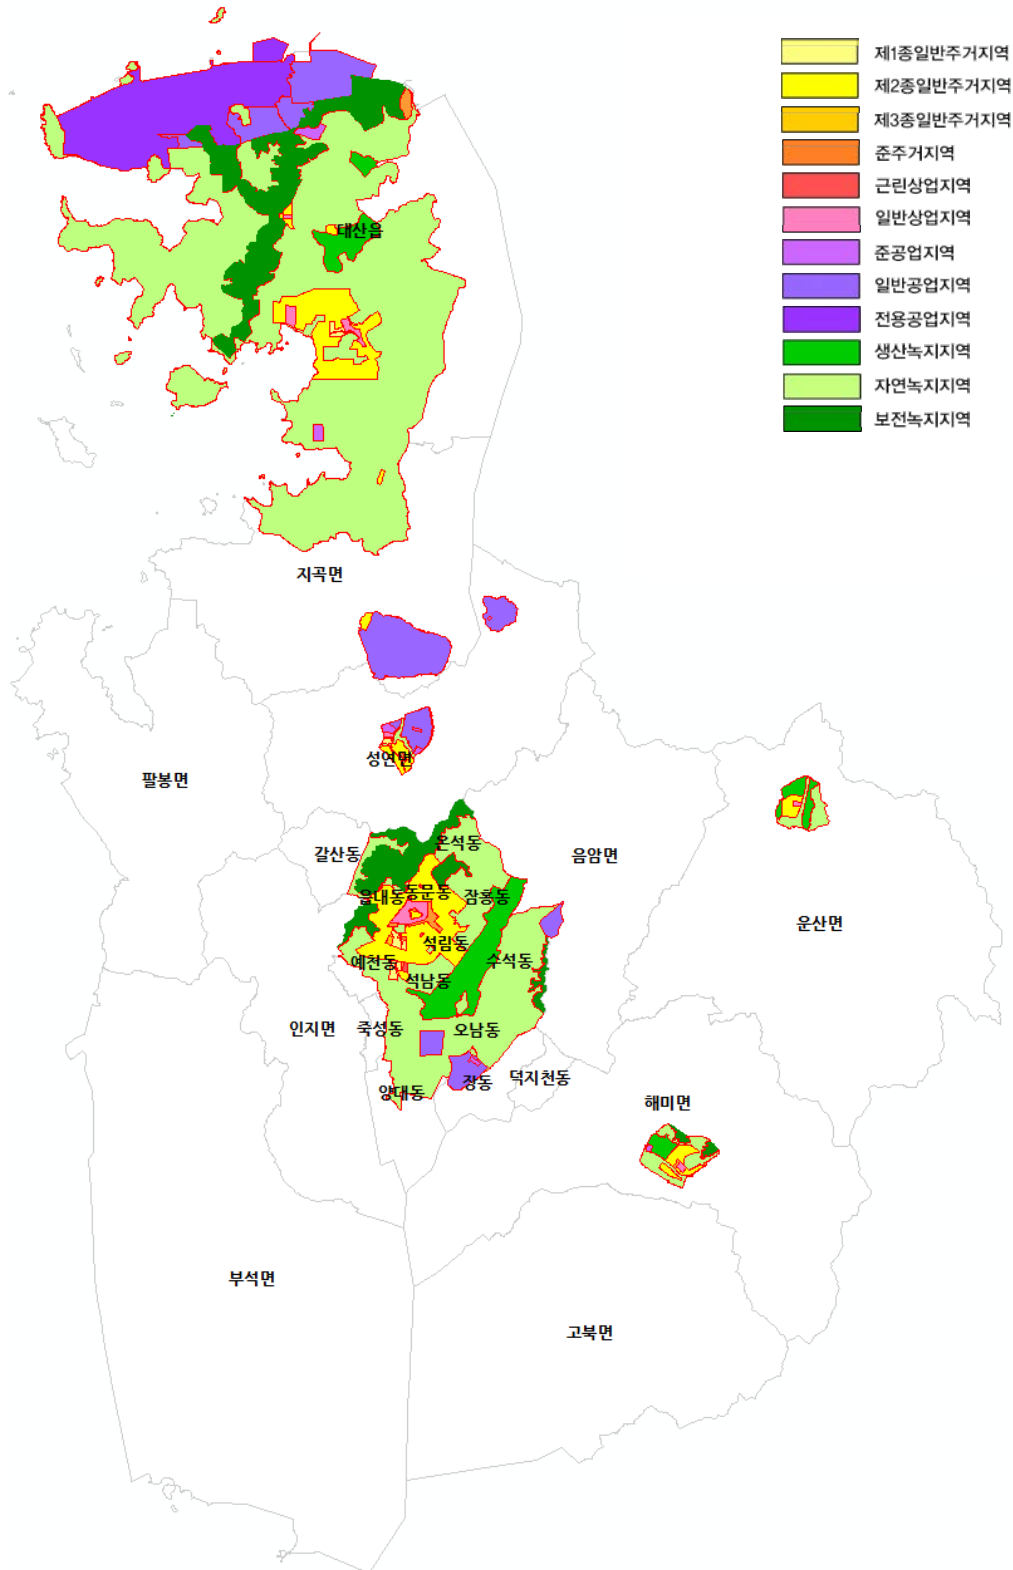 제1종일반주거지역
제2종일반주거지역
제3종일반주거지역
준주거지역
근린상업지역
일반상업지역
준공업지역
일반공업지역
전용공업지역
생산녹지지역
자연녹지지역
보전녹지지역
대산읍
지곡면
성연면
팔봉면
갈산동
온석동
음암면
읍내동
동문동
잠홍동
운산면
석림동
예천동
수석동
석남동
인지면
죽성동
오남동
양대동
장동
덕지천동
해미면
부석면
고북면